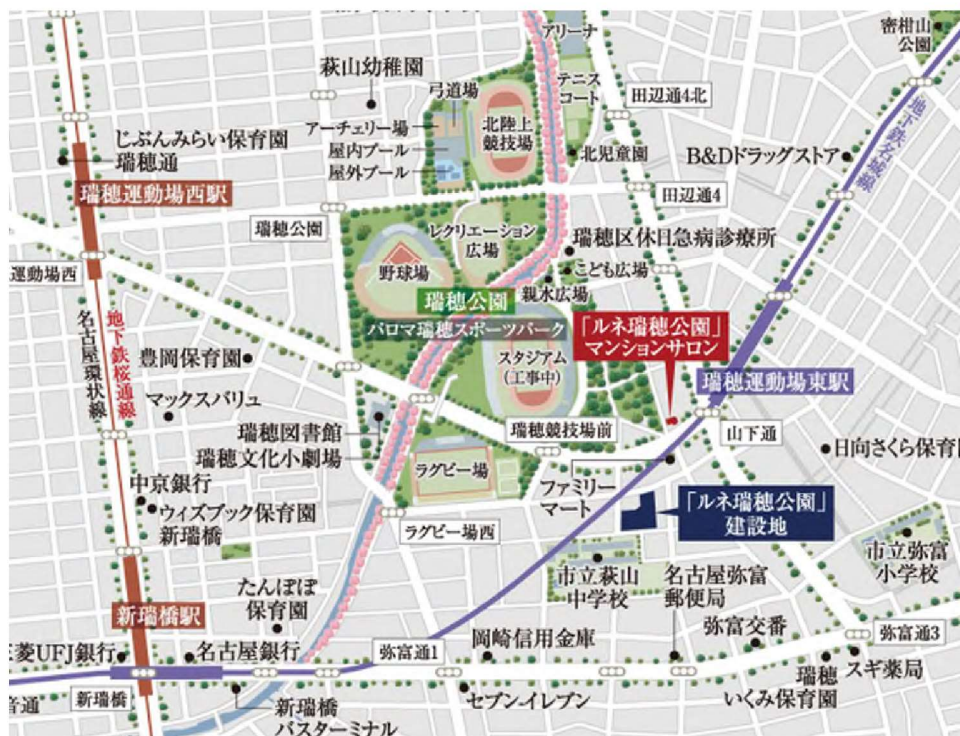 アリーナ
密柑山
公園
萩山幼稚園
弓道場
テニス
コート
田辺通4北
地下鉄名城線
じぶんみらい保育園
瑞穂通
アーチェリー場
屋内プール
屋外プール
北陸上
競技場
北児童園
B&Dドラッグストア
瑞穂運動場西駅
瑞穂公園
田辺通4
レクリエーション
広場
瑞穂区休日急病診療所
運動場西
野球場
こども広場
親水広場
瑞穂公園
パロマ瑞穂スポーツパーク
「ルネ瑞穂公園」
マンションサロン
地下鉄桜通線
名古屋環状線
豊岡保育園
スタジアム
(工事中)
瑞穂運動場東駅
マックスバリュ
瑞穂図書館
瑞穂文化小劇場
瑞穂競技場前
山下通
日向さくら保育園
ラグビー場
ファミリー
マート
中京銀行
ウィズブック保育園
新瑞橋
「ルネ瑞穂公園」
建設地
ラグビー場西
市立萩山
中学校
名古屋弥富
郵便局
市立弥富
小学校
たんぽぽ
保育園
新瑞橋駅
三菱UFJ銀行
名古屋銀行
弥富通1
岡崎信用金庫
弥富交番
弥富通3
新瑞橋
新瑞橋
バスターミナル
セブン-イレブン
瑞穂
いくみ保育園
スギ薬局
音通